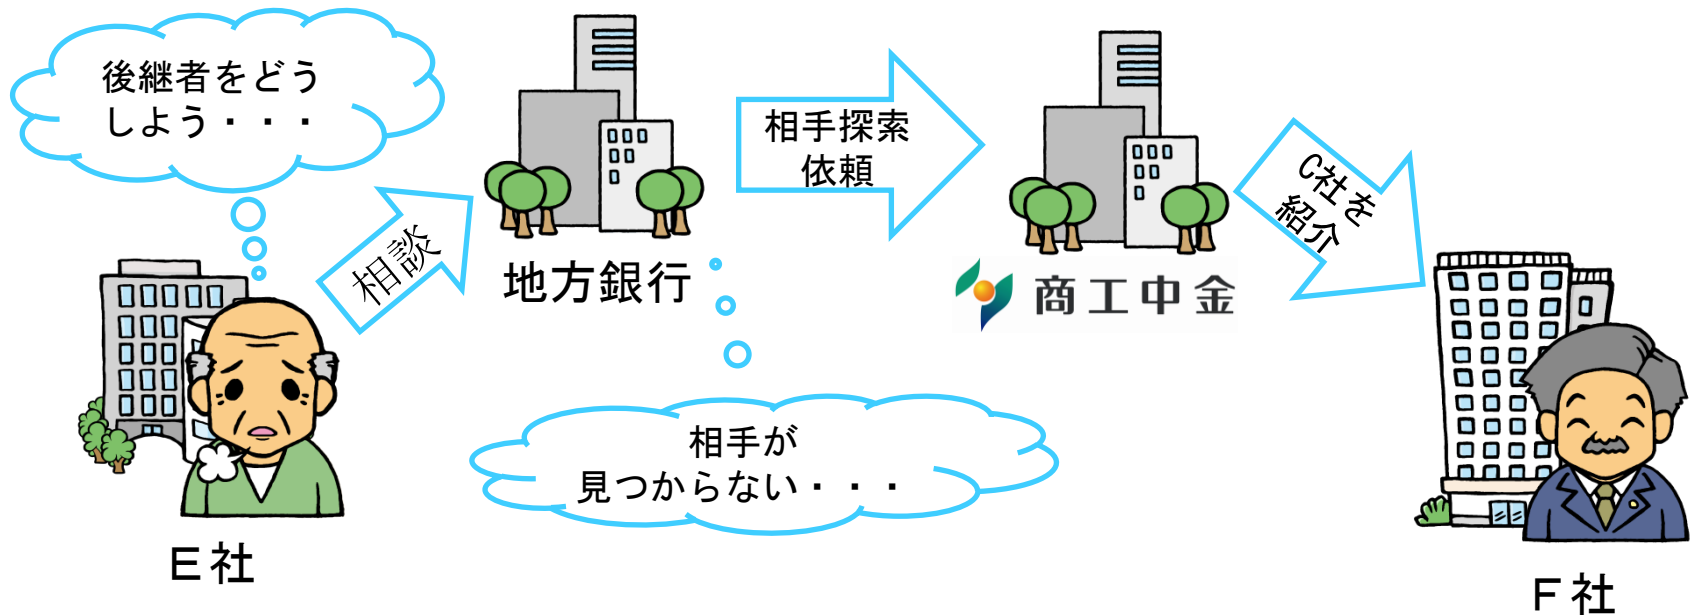 後継者をどう
しよう・・・
相談
地方銀行
相手探索
依頼
商工中金
C社を
紹介
相手が
見つからない・・・
E社
F社